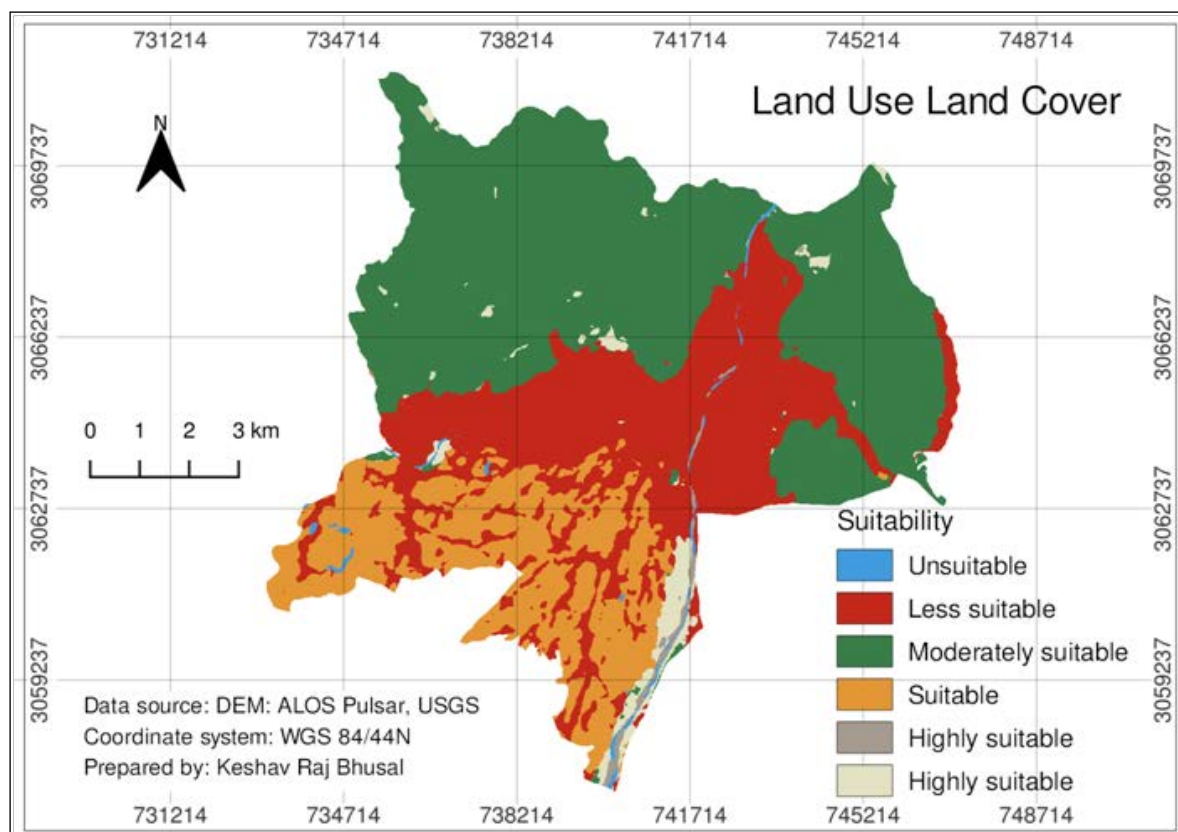 731214 734714 738214 741714 745214 748714
Land Use Land Cover
N
3069737 3069737
3066237 3066237
0 1 2 3 km
3062737 3062737
Suitability
Unsuitable
Less suitable
Moderately suitable
3059237 3059237
Suitable
Highly suitable
Highly suitable
Data source: DEM: ALOS Pulsar, USGS
Coordinate system: WGS 84/44N
Prepared by: Keshav Raj Bhusal
731214 734714 738214 741714 745214 748714